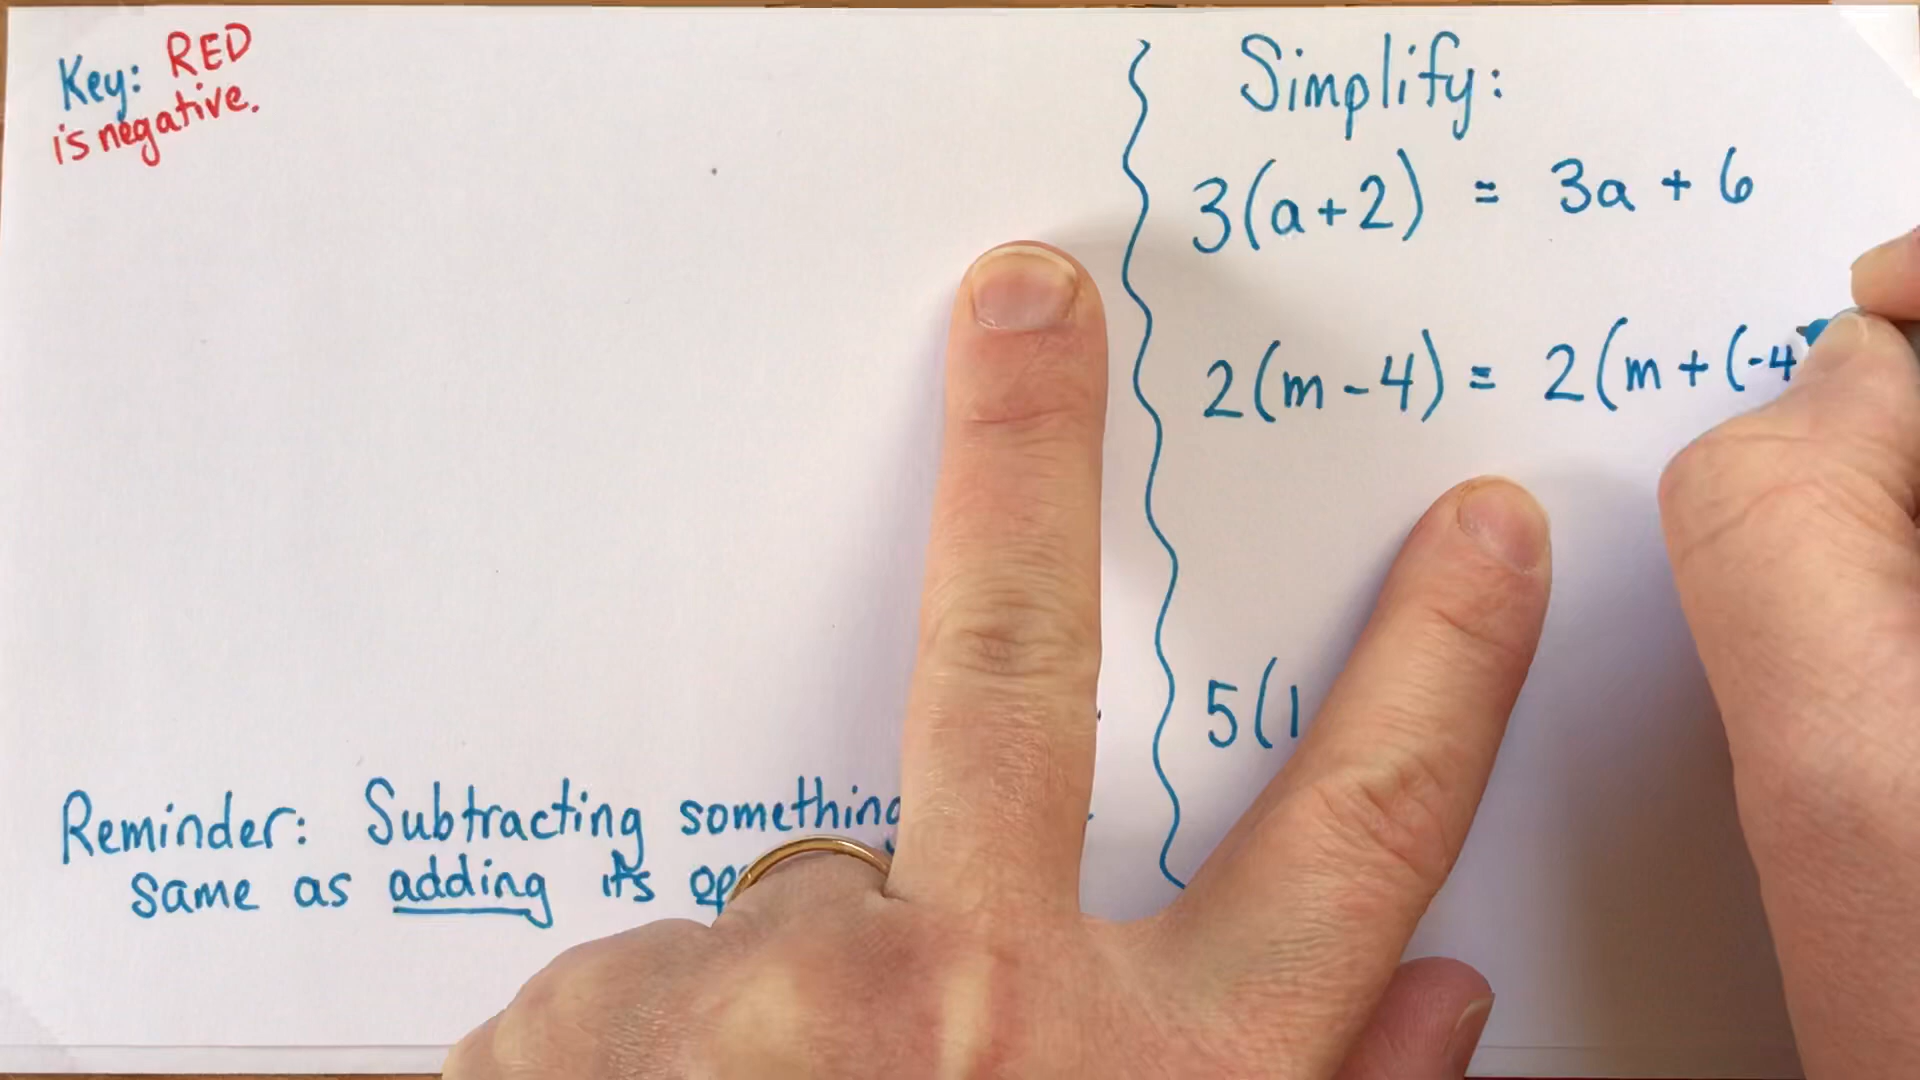 Key: RED
is negative.
Simplify:
3(a+2) = 3a + 6
2(m-4) = 2(m+(-4
5(1
Reminder: Subtracting something
same as adding its